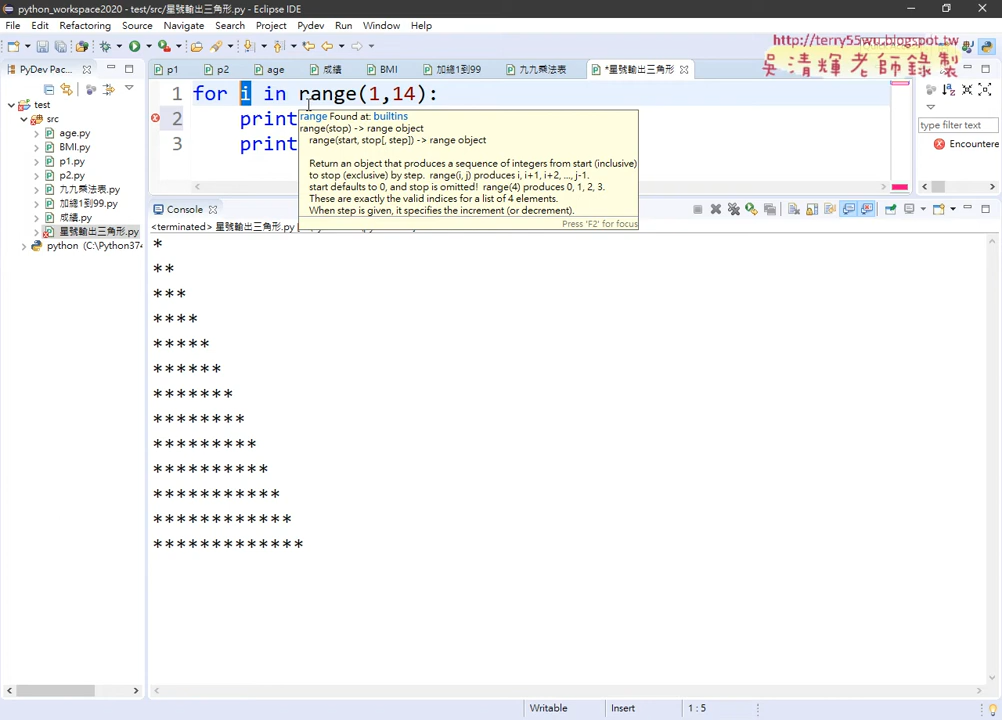 python_workspace2020 - test/src/星號輸出三角形.py - Eclipse IDE
File Edit Refactoring Source Navigate Search Project Pydev Run Window Help
http://terry55wu.blogspot.tw
吳清輝老師錄製
PyDev Pac...
p1
p2
age
成績
BMI
加總1到99
九九乘法表
*星號輸出三角形
test
src
age.py
BMI.py
p1.py
p2.py
九九乘法表.py
加總1到99.py
成績.py
星號輸出三角形.py
python (C:\Python374
1 for i in range(1,14):
2 print
3 print
range Found at: builtins
range(stop) -> range object
range(start, stop[, step]) -> range object
Return an object that produces a sequence of integers from start (inclusive)
to stop (exclusive) by step. range(i, j) produces i, i+1, i+2, ..., j-1.
start defaults to 0, and stop is omitted! range(4) produces 0, 1, 2, 3.
These are exactly the valid indices for a list of 4 elements.
When step is given, it specifies the increment (or decrement).
Press 'F2' for focus
type filter text
Encountere
Console
<terminated> 星號輸出三角形.py [
*
**
***
****
*****
******
*******
********
*********
**********
***********
************
*************
Writable
Insert
1 : 5